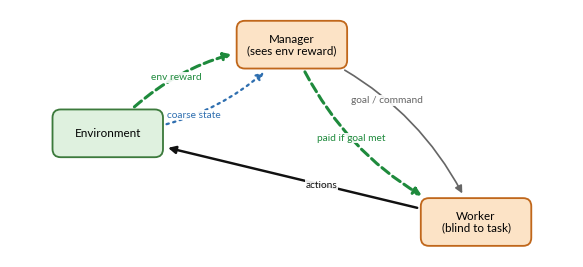 Manager
(sees env reward)
env reward
goal / command
coarse state
Environment
paid if goal met
actions
Worker
(blind to task)